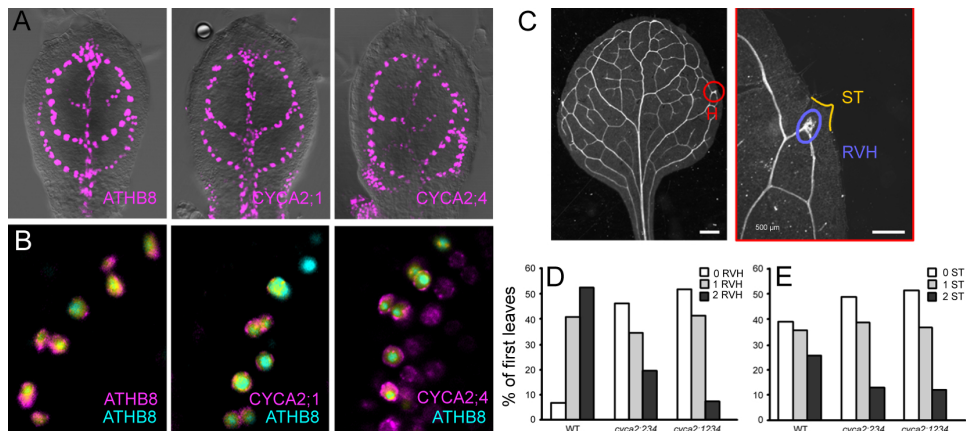 A
ATHB8
CYCA2;1
CYCA2;4
B
ATHB8
ATHB8
CYCA2;1
ATHB8
CYCA2;4
ATHB8
C
H
ST
RVH
500 µm
D
% of first leaves
60
50
40
30
20
10
0
0 RVH
1 RVH
2 RVH
WT
cyca2;234
cyca2;1234
E
60
50
40
30
20
10
0
0 ST
1 ST
2 ST
WT
cyca2;234
cyca2;1234